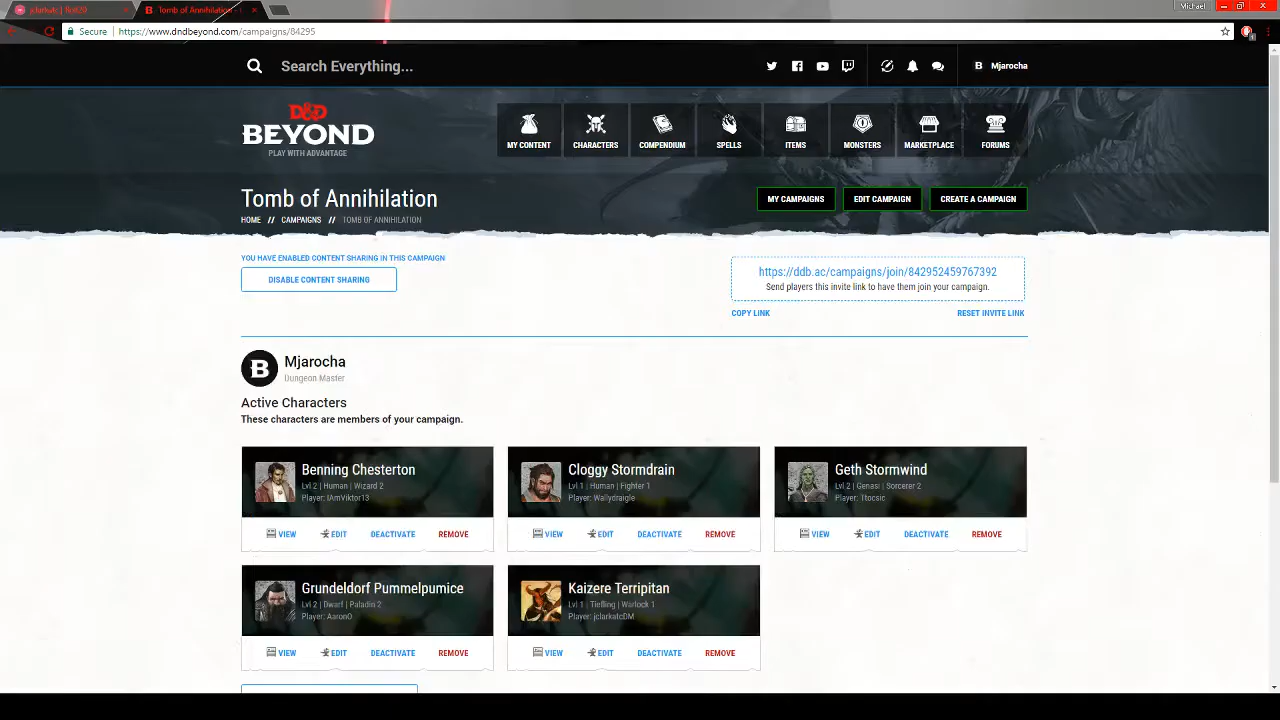 Michael
Tomb of Annihilation
Secure
https://www.dndbeyond.com/campaigns/84295
Search Everything...
B Mjarocha
D&D
BEYOND
PLAY WITH ADVANTAGE
MY CONTENT
CHARACTERS
COMPENDIUM
SPELLS
ITEMS
MONSTERS
MARKETPLACE
FORUMS
Tomb of Annihilation
MY CAMPAIGNS
EDIT CAMPAIGN
CREATE A CAMPAIGN
HOME // CAMPAIGNS // TOMB OF ANNIHILATION
YOU HAVE ENABLED CONTENT SHARING IN THIS CAMPAIGN
DISABLE CONTENT SHARING
https://ddb.ac/campaigns/join/842952459767392
Send players this invite link to have them join your campaign.
COPY LINK
RESET INVITE LINK
B
Mjarocha
Dungeon Master
Active Characters
These characters are members of your campaign.
Benning Chesterton
Lvl 2 | Human | Wizard 2
Player: IAmViktor13
VIEW EDIT DEACTIVATE REMOVE
Cloggy Stormdrain
Lvl 1 | Human | Fighter 1
Player: Wallydraigle
VIEW EDIT DEACTIVATE REMOVE
Geth Stormwind
Lvl 2 | Genasi | Sorcerer 2
Player: Ttocsic
VIEW EDIT DEACTIVATE REMOVE
Grundeldorf Pummelpumice
Lvl 2 | Dwarf | Paladin 2
Player: AaronO
VIEW EDIT DEACTIVATE REMOVE
Kaizere Terripitan
Lvl 1 | Tiefling | Warlock 1
Player: jclarkatcDM
VIEW EDIT DEACTIVATE REMOVE